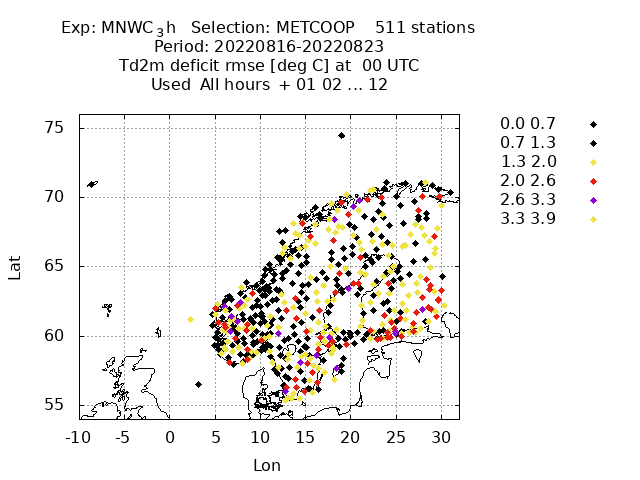 Exp: MNWC3h Selection: METCOOP 511 stations
Period: 20220816-20220823
Td2m deficit rmse [deg C] at 00 UTC
Used All hours + 01 02 ... 12
0.0 0.7
0.7 1.3
1.3 2.0
2.0 2.6
2.6 3.3
3.3 3.9
75
70
65
60
55
Lat
-10 -5 0 5 10 15 20 25 30
Lon